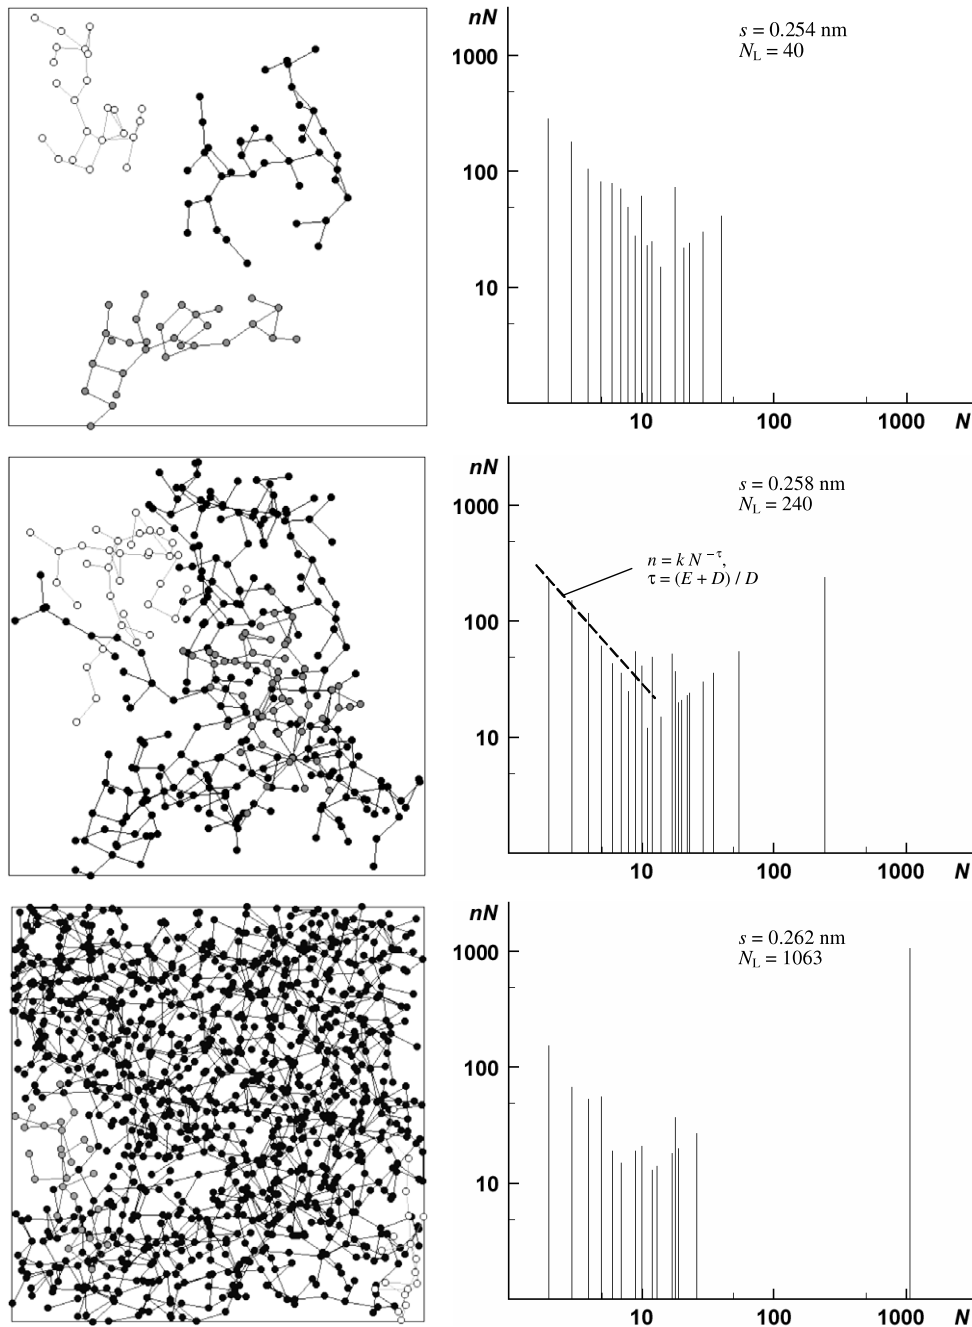 nN
s = 0.254 nm
N_L = 40
1000
100
10
10 100 1000 N
nN
s = 0.258 nm
N_L = 240
1000
n = k N^{-τ},
τ = (E + D) / D
100
10
10 100 1000 N
nN
s = 0.262 nm
N_L = 1063
1000
100
10
10 100 1000 N